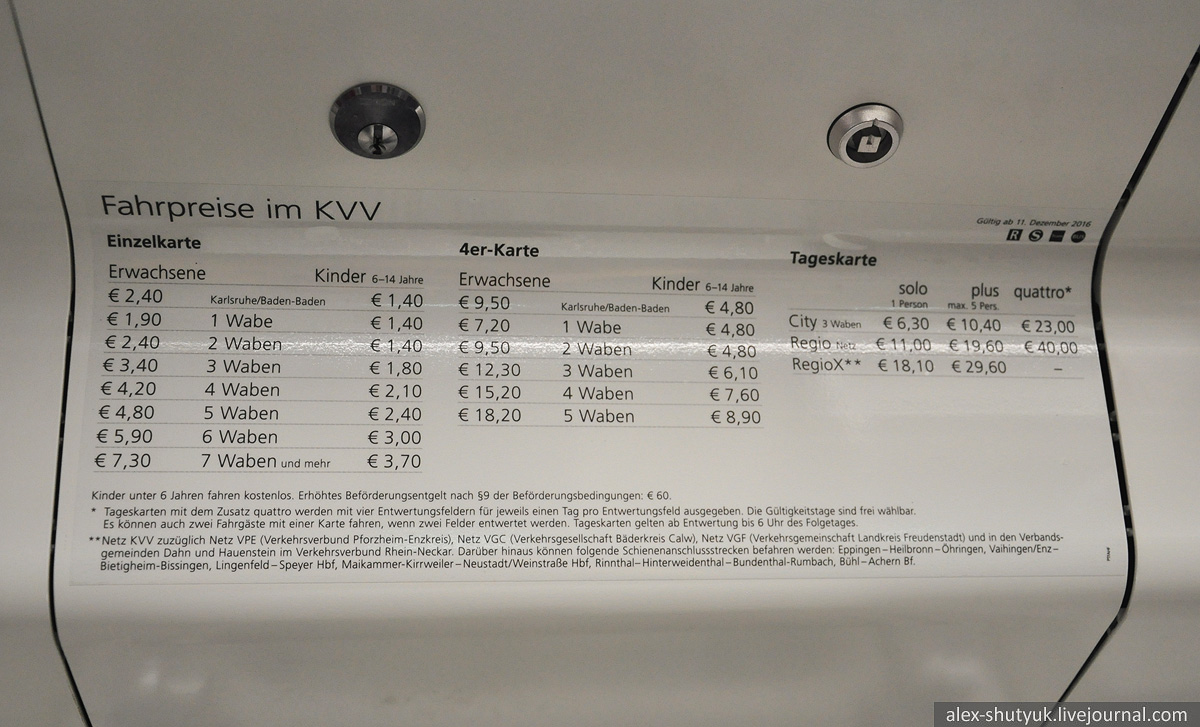 Fahrpreise im KVV
Gültig ab 11. Dezember 2016
Einzelkarte
Erwachsene Kinder 6–14 Jahre
€ 2,40 Karlsruhe/Baden-Baden € 1,40
€ 1,90 1 Wabe € 1,40
€ 2,40 2 Waben € 1,40
€ 3,40 3 Waben € 1,80
€ 4,20 4 Waben € 2,10
€ 4,80 5 Waben € 2,40
€ 5,90 6 Waben € 3,00
€ 7,30 7 Waben und mehr € 3,70
4er-Karte
Erwachsene Kinder 6–14 Jahre
€ 9,50 Karlsruhe/Baden-Baden € 4,80
€ 7,20 1 Wabe € 4,80
€ 9,50 2 Waben € 4,80
€ 12,30 3 Waben € 6,10
€ 15,20 4 Waben € 7,60
€ 18,20 5 Waben € 8,90
Tageskarte
solo plus quattro*
1 Person max. 5 Pers.
City 3 Waben € 6,30 € 10,40 € 23,00
Regio Netz € 11,00 € 19,60 € 40,00
RegioX** € 18,10 € 29,60 –
Kinder unter 6 Jahren fahren kostenlos. Erhöhtes Beförderungsentgelt nach §9 der Beförderungsbedingungen: € 60.
* Tageskarten mit dem Zusatz quattro werden mit vier Entwertungsfeldern für jeweils einen Tag pro Entwertungsfeld ausgegeben. Die Gültigkeitstage sind frei wählbar.
Es können auch zwei Fahrgäste mit einer Karte fahren, wenn zwei Felder entwertet werden. Tageskarten gelten ab Entwertung bis 6 Uhr des Folgetages.
**Netz KVV zuzüglich Netz VPE (Verkehrsverbund Pforzheim-Enzkreis), Netz VGC (Verkehrsgesellschaft Bäderkreis Calw), Netz VGF (Verkehrsgemeinschaft Landkreis Freudenstadt) und in den Verbands-
gemeinden Dahn und Hauenstein im Verkehrsverbund Rhein-Neckar. Darüber hinaus können folgende Schienenanschlussstrecken befahren werden: Eppingen–Heilbronn–Öhringen, Vaihingen/Enz–
Bietigheim-Bissingen, Lingenfeld–Speyer Hbf, Maikammer-Kirrweiler–Neustadt/Weinstraße Hbf, Rinnthal–Hinterweidenthal–Bundenthal-Rumbach, Bühl–Achern Bf.
alex-shutyuk.livejournal.com